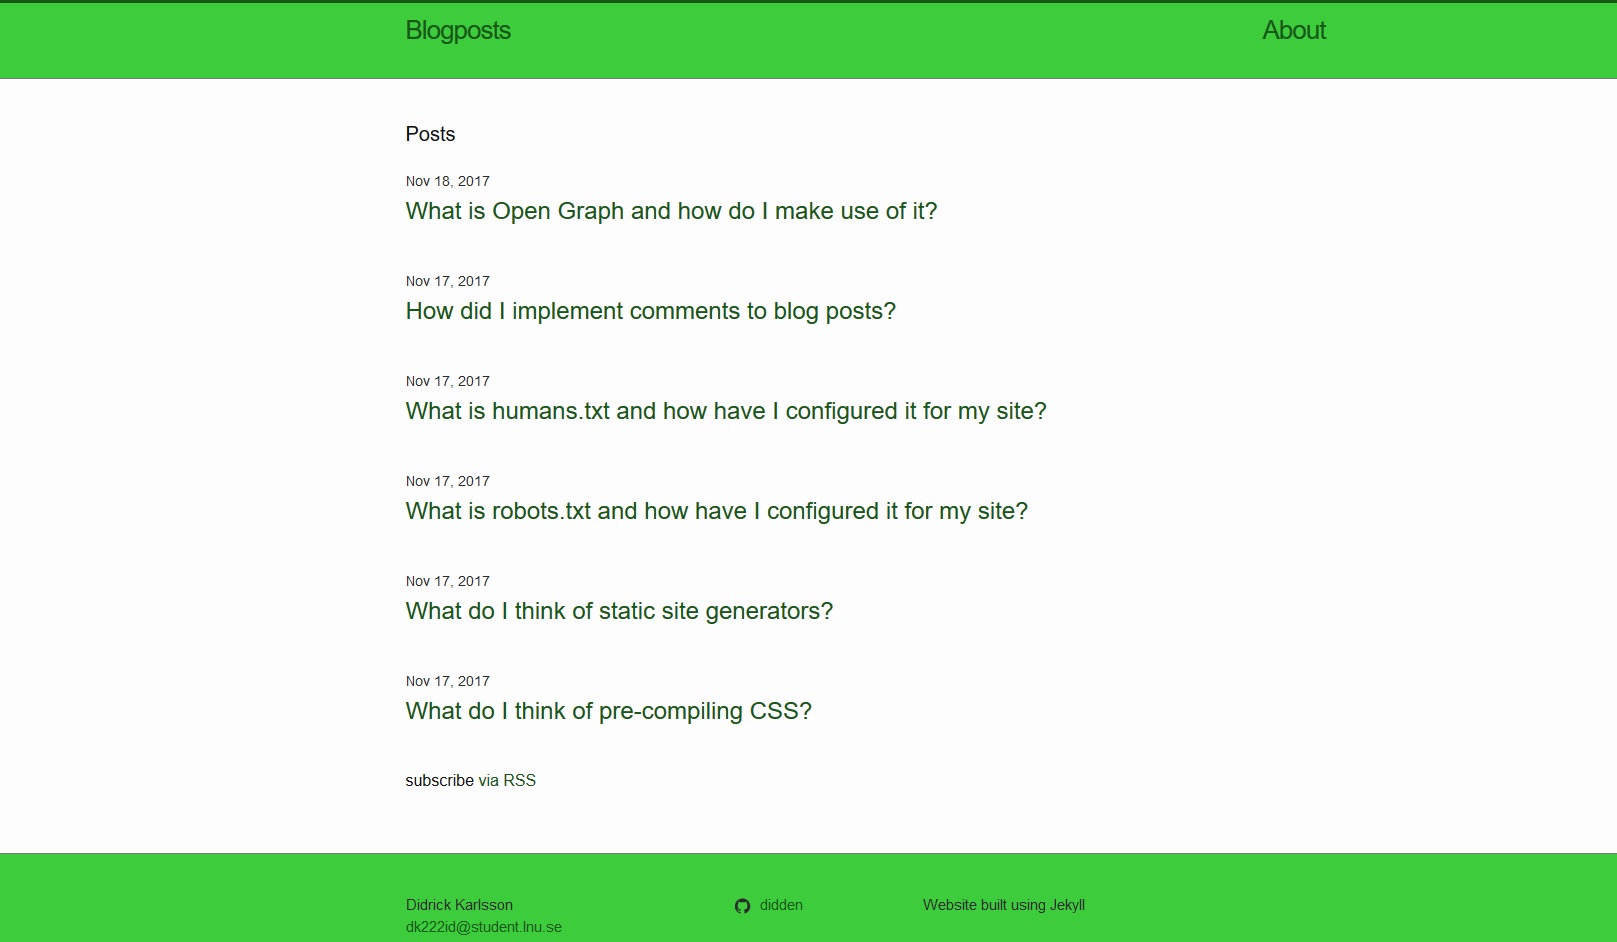 Blogposts About
Posts
Nov 18, 2017
What is Open Graph and how do I make use of it?
Nov 17, 2017
How did I implement comments to blog posts?
Nov 17, 2017
What is humans.txt and how have I configured it for my site?
Nov 17, 2017
What is robots.txt and how have I configured it for my site?
Nov 17, 2017
What do I think of static site generators?
Nov 17, 2017
What do I think of pre-compiling CSS?
subscribe via RSS
Didrick Karlsson didden Website built using Jekyll
dk222id@student.lnu.se